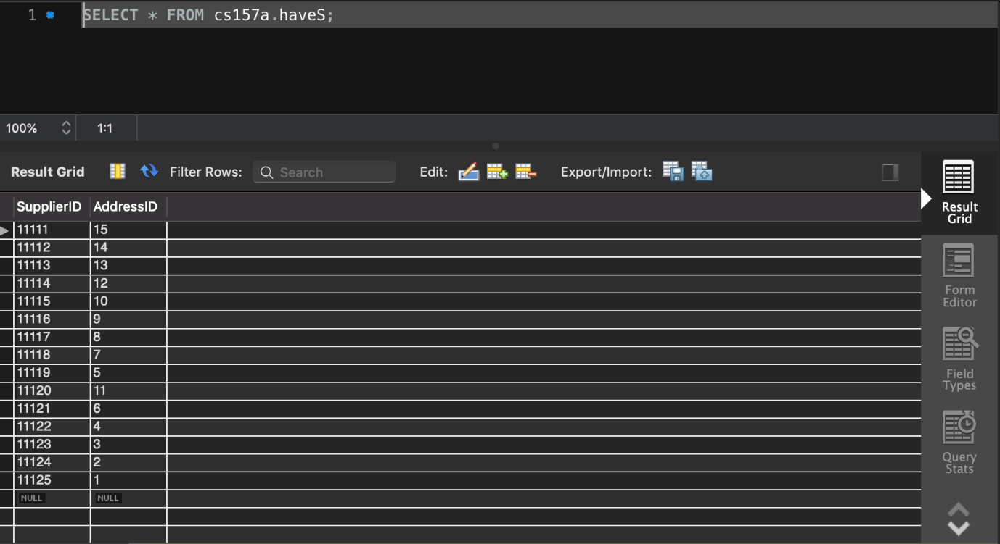 1 SELECT * FROM cs157a.haveS;
100% 1:1
Result Grid Filter Rows: Search Edit: Export/Import:
SupplierID AddressID
11111 15
11112 14
11113 13
11114 12
11115 10
11116 9
11117 8
11118 7
11119 5
11120 11
11121 6
11122 4
11123 3
11124 2
11125 1
NULL NULL
Result
Grid
Form
Editor
Field
Types
Query
Stats